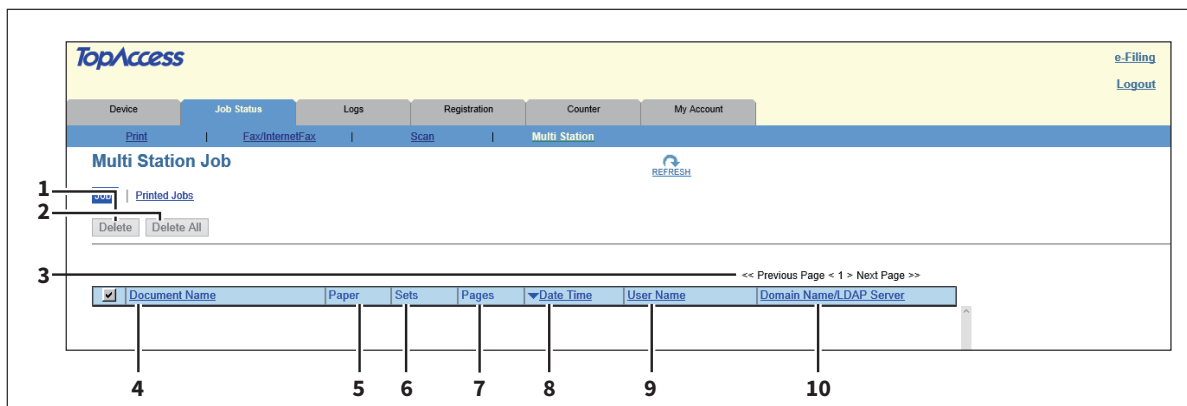 TopAccess
e-Filing
Logout
Device Job Status Logs Registration Counter My Account
Print | Fax/InternetFax | Scan | Multi Station
Multi Station Job
REFRESH
1
Job | Printed Jobs
2
Delete Delete All
3
<< Previous Page < 1 > Next Page >>
Document Name Paper Sets Pages Date Time User Name Domain Name/LDAP Server
4 5 6 7 8 9 10